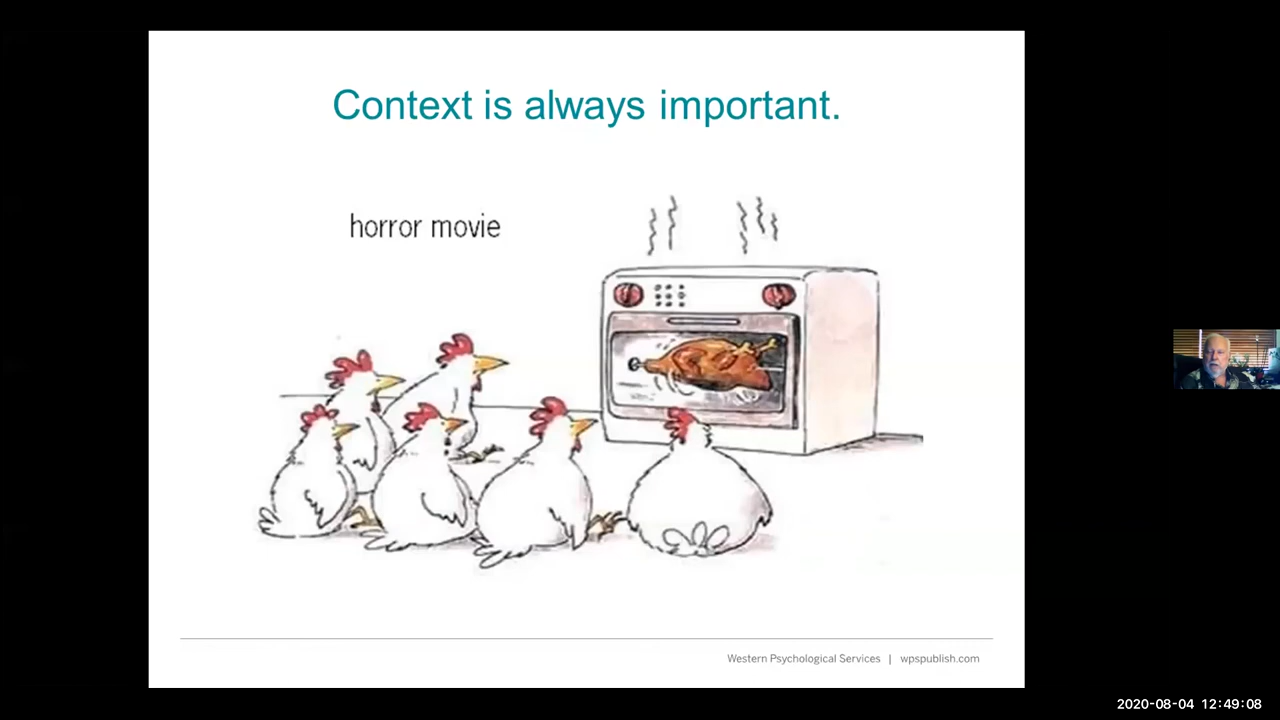 Context is always important.
horror movie
Western Psychological Services | wpspublish.com
2020-08-04 12:49:08